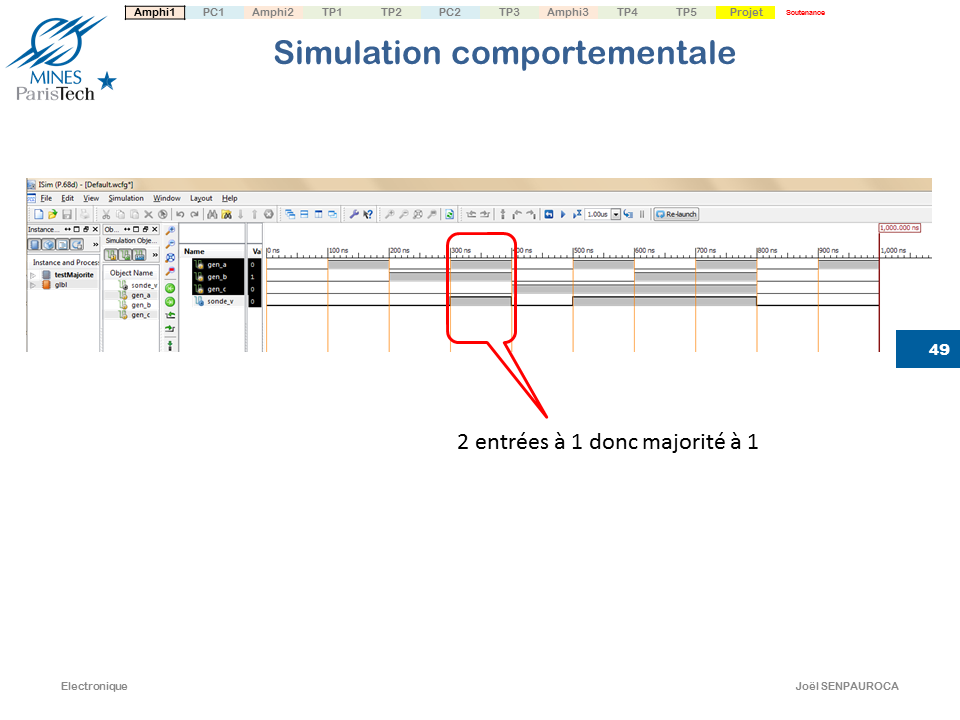 Amphi1 PC1 Amphi2 TP1 TP2 PC2 TP3 Amphi3 TP4 TP5 Projet Soutenance
MINES
ParisTech
Simulation comportementale
ISim (P.68d) - [Default.wcfg*]
File Edit View Simulation Window Layout Help
1.00us Re-launch
Instance... Ob...
Simulation Obje...
1,000.000 ns
Name Va
0 ns 100 ns 200 ns 300 ns 400 ns 500 ns 600 ns 700 ns 800 ns 900 ns 1,000 ns
Instance and Proces
testMajorite
glbl
Object Name
sonde_v
gen_a
gen_b
gen_c
gen_a 0
gen_b 1
gen_c 0
sonde_v 0
49
2 entrées à 1 donc majorité à 1
Electronique
Joël SENPAUROCA